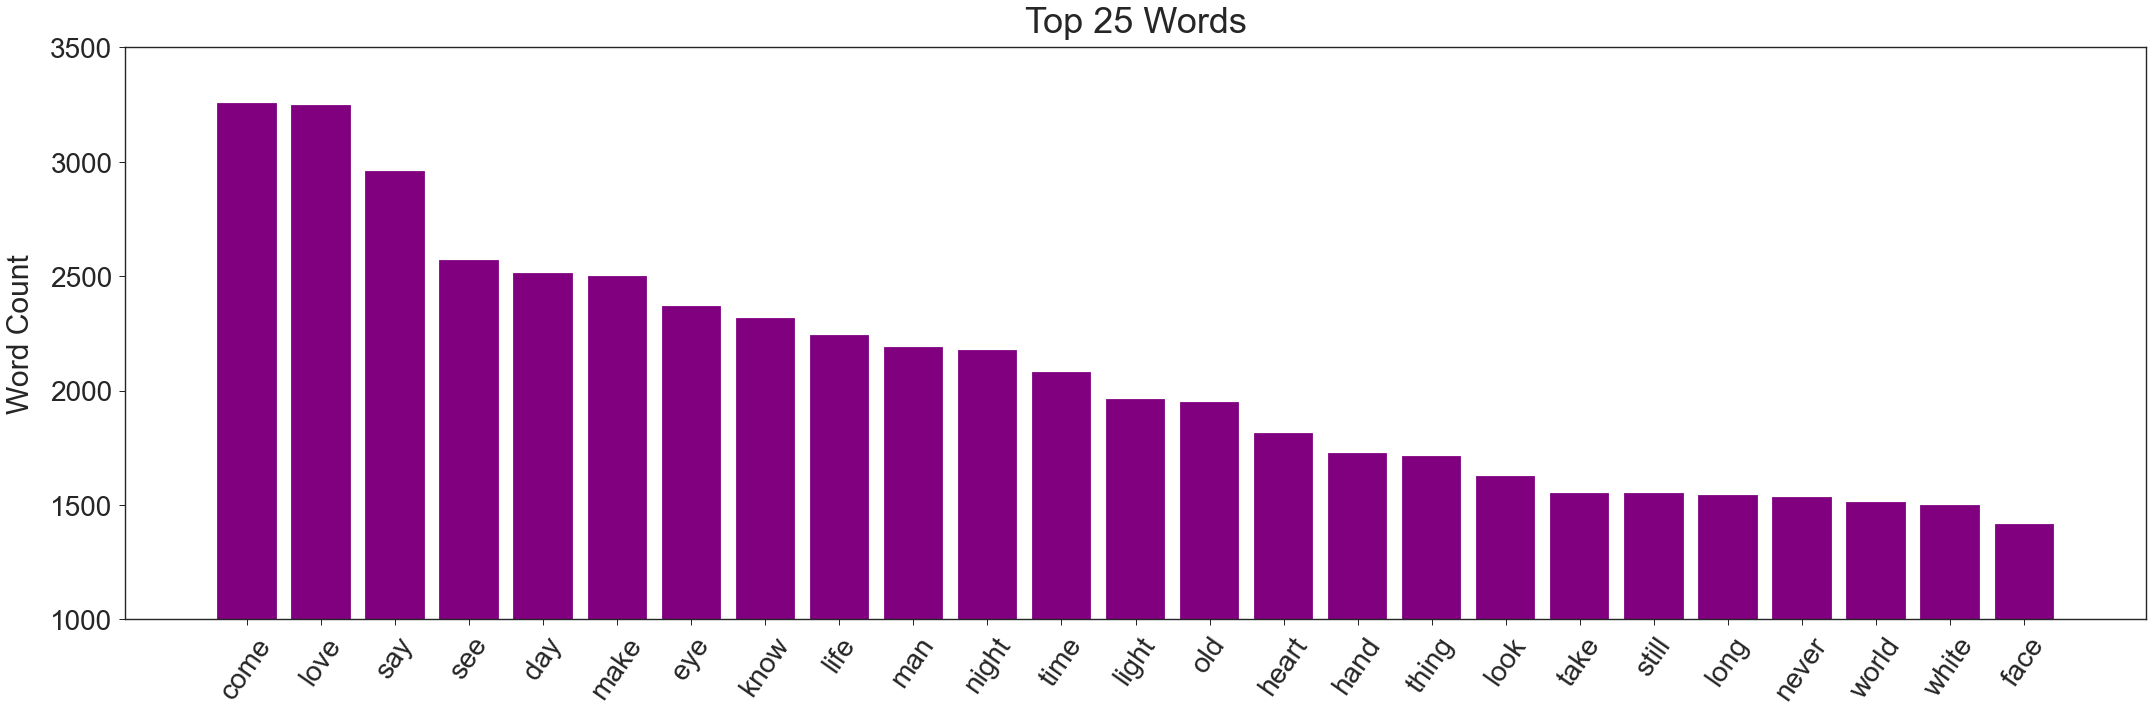 Top 25 Words
3500
3000
2500
2000
1500
1000
Word Count
come love say see day make eye know life man night time light old heart hand thing look take still long never world white face